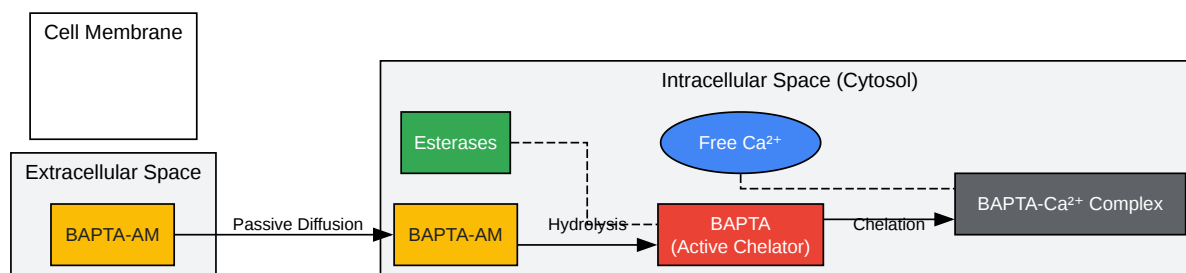 Cell Membrane
Extracellular Space
BAPTA-AM
Passive Diffusion
Intracellular Space (Cytosol)
Esterases
Free Ca²⁺
BAPTA-AM
Hydrolysis
BAPTA
(Active Chelator)
Chelation
BAPTA-Ca²⁺ Complex